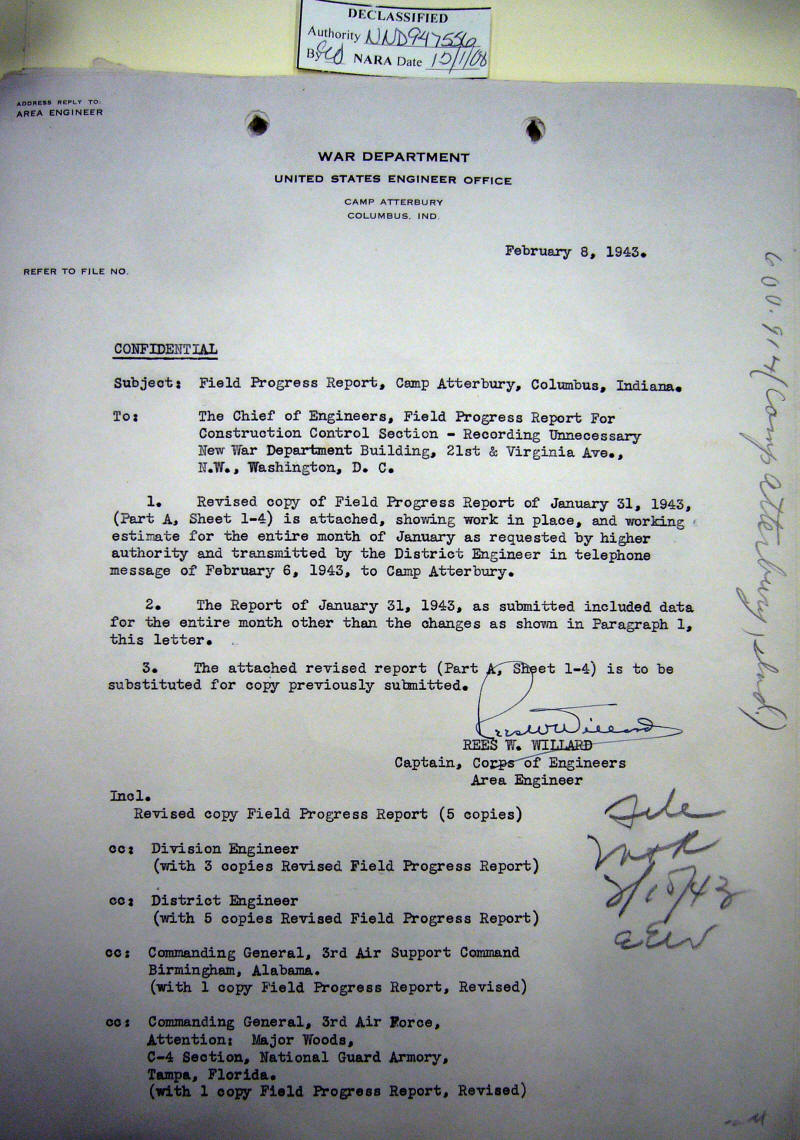 DECLASSIFIED
Authority NND947556
By NARA Date 10/1/08
ADDRESS REPLY TO:
AREA ENGINEER
WAR DEPARTMENT
UNITED STATES ENGINEER OFFICE
CAMP ATTERBURY
COLUMBUS, IND.
February 8, 1943.
REFER TO FILE NO.
CONFIDENTIAL
Subject: Field Progress Report, Camp Atterbury, Columbus, Indiana.
To: The Chief of Engineers, Field Progress Report For
Construction Control Section - Recording Unnecessary
New War Department Building, 21st & Virginia Ave.,
N.W., Washington, D. C.
1. Revised copy of Field Progress Report of January 31, 1943,
(Part A, Sheet 1-4) is attached, showing work in place, and working
estimate for the entire month of January as requested by higher
authority and transmitted by the District Engineer in telephone
message of February 6, 1943, to Camp Atterbury.
2. The Report of January 31, 1943, as submitted included data
for the entire month other than the changes as shown in Paragraph 1,
this letter.
3. The attached revised report (Part A, Sheet 1-4) is to be
substituted for copy previously submitted.
Rees W Willard
REES W. WILLARD
Captain, Corps of Engineers
Area Engineer
Incl.
Revised copy Field Progress Report (5 copies)
cc: Division Engineer
(with 3 copies Revised Field Progress Report)
cc: District Engineer
(with 5 copies Revised Field Progress Report)
cc: Commanding General, 3rd Air Support Command
Birmingham, Alabama.
(with 1 copy Field Progress Report, Revised)
cc: Commanding General, 3rd Air Force,
Attention: Major Woods,
C-4 Section, National Guard Armory,
Tampa, Florida.
(with 1 copy Field Progress Report, Revised)
600.914 (Camp Atterbury, Ind.)
File
2/15/43
EEW